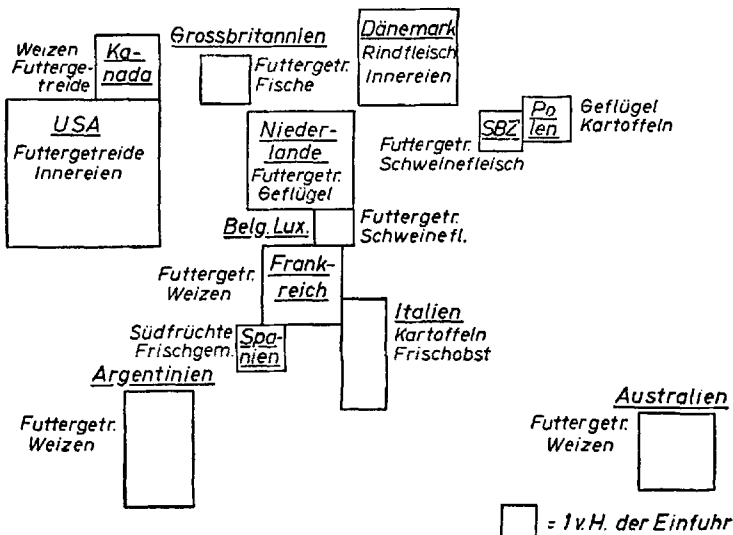 Weizen
Futterge-
treide
Ka-
nada
Grossbritannien
Futtergetr.
Fische
Dänemark
Rindfleisch
Innereien
USA
Futtergetreide
Innereien
Nieder-
lande
Futtergetr.
Geflügel
Futtergetr.
Schweinefleisch
SBZ
Po
len
Geflügel
Kartoffeln
Belg. Lux.
Futtergetr.
Schweinefl.
Futtergetr.
Weizen
Frank-
reich
Südfrüchte
Frischgem.
Spa-
nien
Italien
Kartoffeln
Frischobst
Argentinien
Futtergetr.
Weizen
Australien
Futtergetr.
Weizen
= 1 v.H. der Einfuhr